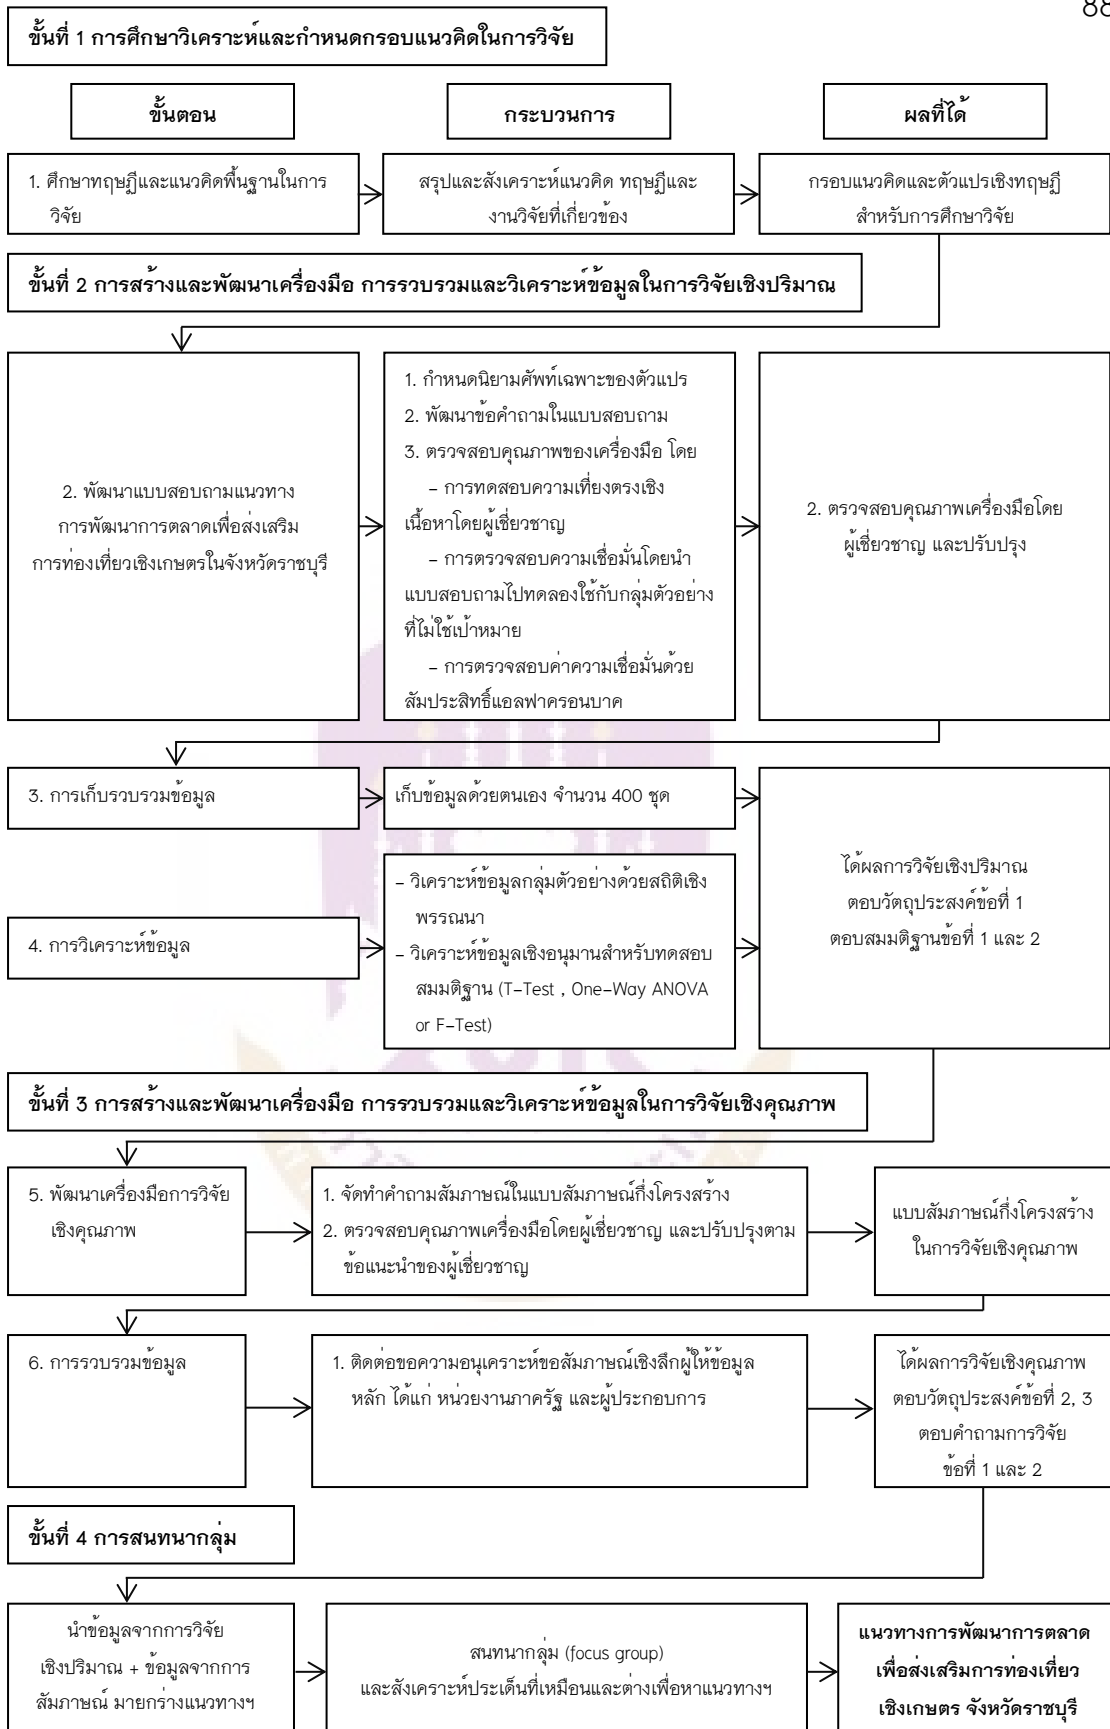 88
ขั้นที่ 1 การศึกษาวิเคราะห์และกำหนดกรอบแนวคิดในการวิจัย
ขั้นตอน
กระบวนการ
ผลที่ได้
1. ศึกษาทฤษฎีและแนวคิดพื้นฐานในการ
วิจัย
สรุปและสังเคราะห์แนวคิด ทฤษฎีและ
งานวิจัยที่เกี่ยวข้อง
กรอบแนวคิดและตัวแปรเชิงทฤษฎี
สำหรับการศึกษาวิจัย
ขั้นที่ 2 การสร้างและพัฒนาเครื่องมือ การรวบรวมและวิเคราะห์ข้อมูลในการวิจัยเชิงปริมาณ
2. พัฒนาแบบสอบถามแนวทาง
การพัฒนาการตลาดเพื่อส่งเสริม
การท่องเที่ยวเชิงเกษตรในจังหวัดราชบุรี
1. กำหนดนิยามศัพท์เฉพาะของตัวแปร
2. พัฒนาข้อคำถามในแบบสอบถาม
3. ตรวจสอบคุณภาพของเครื่องมือ โดย
– การทดสอบความเที่ยงตรงเชิง
เนื้อหาโดยผู้เชี่ยวชาญ
– การตรวจสอบความเชื่อมั่นโดยนำ
แบบสอบถามไปทดลองใช้กับกลุ่มตัวอย่าง
ที่ไม่ใช้เป้าหมาย
– การตรวจสอบค่าความเชื่อมั่นด้วย
สัมประสิทธิ์แอลฟาครอนบาค
2. ตรวจสอบคุณภาพเครื่องมือโดย
ผู้เชี่ยวชาญ และปรับปรุง
3. การเก็บรวบรวมข้อมูล
เก็บข้อมูลด้วยตนเอง จำนวน 400 ชุด
ได้ผลการวิจัยเชิงปริมาณ
ตอบวัตถุประสงค์ข้อที่ 1
ตอบสมมติฐานข้อที่ 1 และ 2
4. การวิเคราะห์ข้อมูล
– วิเคราะห์ข้อมูลกลุ่มตัวอย่างด้วยสถิติเชิง
พรรณนา
– วิเคราะห์ข้อมูลเชิงอนุมานสำหรับทดสอบ
สมมติฐาน (T–Test , One–Way ANOVA
or F–Test)
ขั้นที่ 3 การสร้างและพัฒนาเครื่องมือ การรวบรวมและวิเคราะห์ข้อมูลในการวิจัยเชิงคุณภาพ
5. พัฒนาเครื่องมือการวิจัย
เชิงคุณภาพ
1. จัดทำคำถามสัมภาษณ์ในแบบสัมภาษณ์กึ่งโครงสร้าง
2. ตรวจสอบคุณภาพเครื่องมือโดยผู้เชี่ยวชาญ และปรับปรุงตาม
ข้อแนะนำของผู้เชี่ยวชาญ
แบบสัมภาษณ์กึ่งโครงสร้าง
ในการวิจัยเชิงคุณภาพ
6. การรวบรวมข้อมูล
1. ติดต่อขอความอนุเคราะห์ขอสัมภาษณ์เชิงลึกผู้ให้ข้อมูล
หลัก ได้แก่ หน่วยงานภาครัฐ และผู้ประกอบการ
ได้ผลการวิจัยเชิงคุณภาพ
ตอบวัตถุประสงค์ข้อที่ 2, 3
ตอบคำถามการวิจัย
ข้อที่ 1 และ 2
ขั้นที่ 4 การสนทนากลุ่ม
นำข้อมูลจากการวิจัย
เชิงปริมาณ + ข้อมูลจากการ
สัมภาษณ์ มายกร่างแนวทางฯ
สนทนากลุ่ม (focus group)
และสังเคราะห์ประเด็นที่เหมือนและต่างเพื่อหาแนวทางฯ
แนวทางการพัฒนาการตลาด
เพื่อส่งเสริมการท่องเที่ยว
เชิงเกษตร จังหวัดราชบุรี